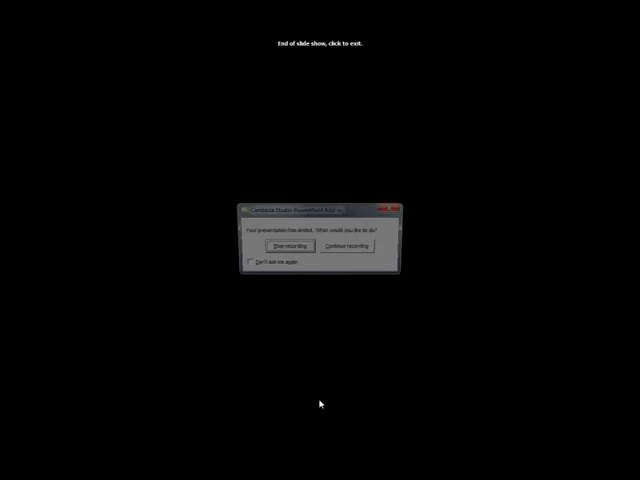 End of slide show, click to exit.
Camtasia Studio PowerPoint Add-in
Your presentation has ended. What would you like to do?
Stop recording
Continue recording
Don't ask me again